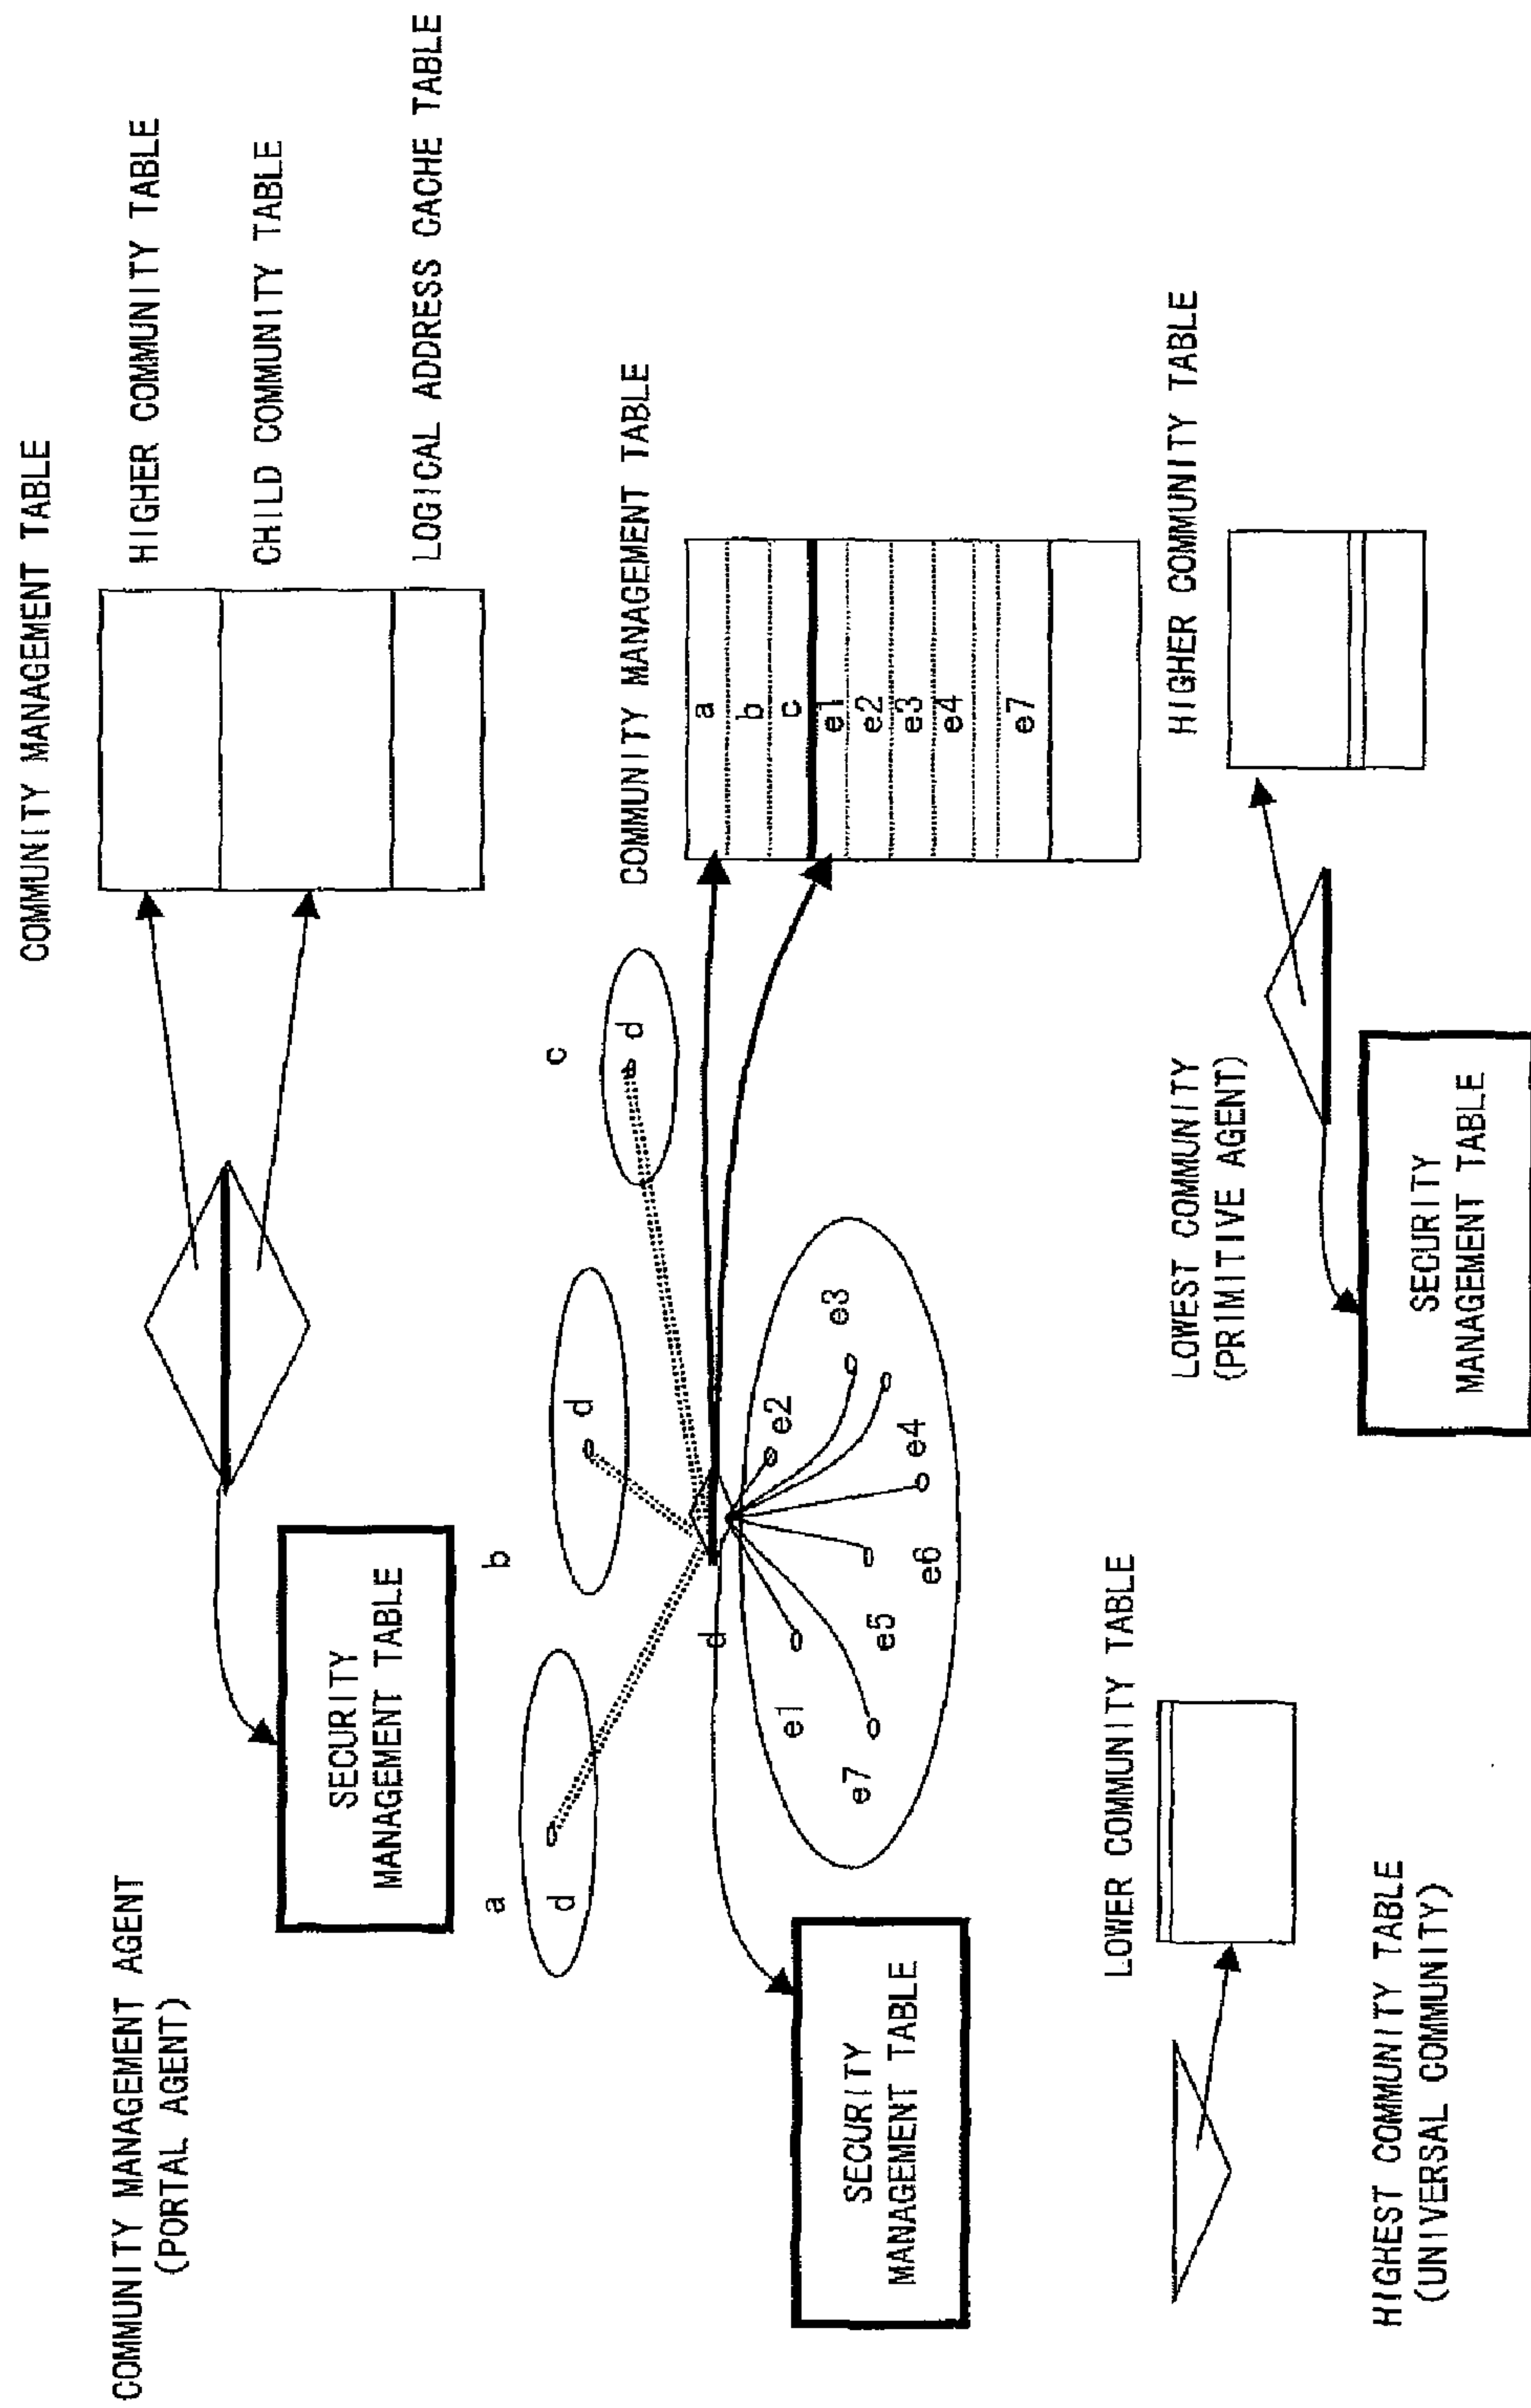 COMMUNITY MANAGEMENT AGENT
(PORTAL AGENT)
COMMUNITY MANAGEMENT TABLE
HIGHER COMMUNITY TABLE
CHILD COMMUNITY TABLE
LOGICAL ADDRESS CACHE TABLE
SECURITY
MANAGEMENT TABLE
a
d
b
d
c
d
d
e1
e2
e3
e4
e5
e6
e7
SECURITY
MANAGEMENT TABLE
COMMUNITY MANAGEMENT TABLE
a
b
c
e1
e2
e3
e4
e7
LOWER COMMUNITY TABLE
HIGHEST COMMUNITY TABLE
(UNIVERSAL COMMUNITY)
LOWEST COMMUNITY
(PRIMITIVE AGENT)
HIGHER COMMUNITY TABLE
SECURITY
MANAGEMENT TABLE